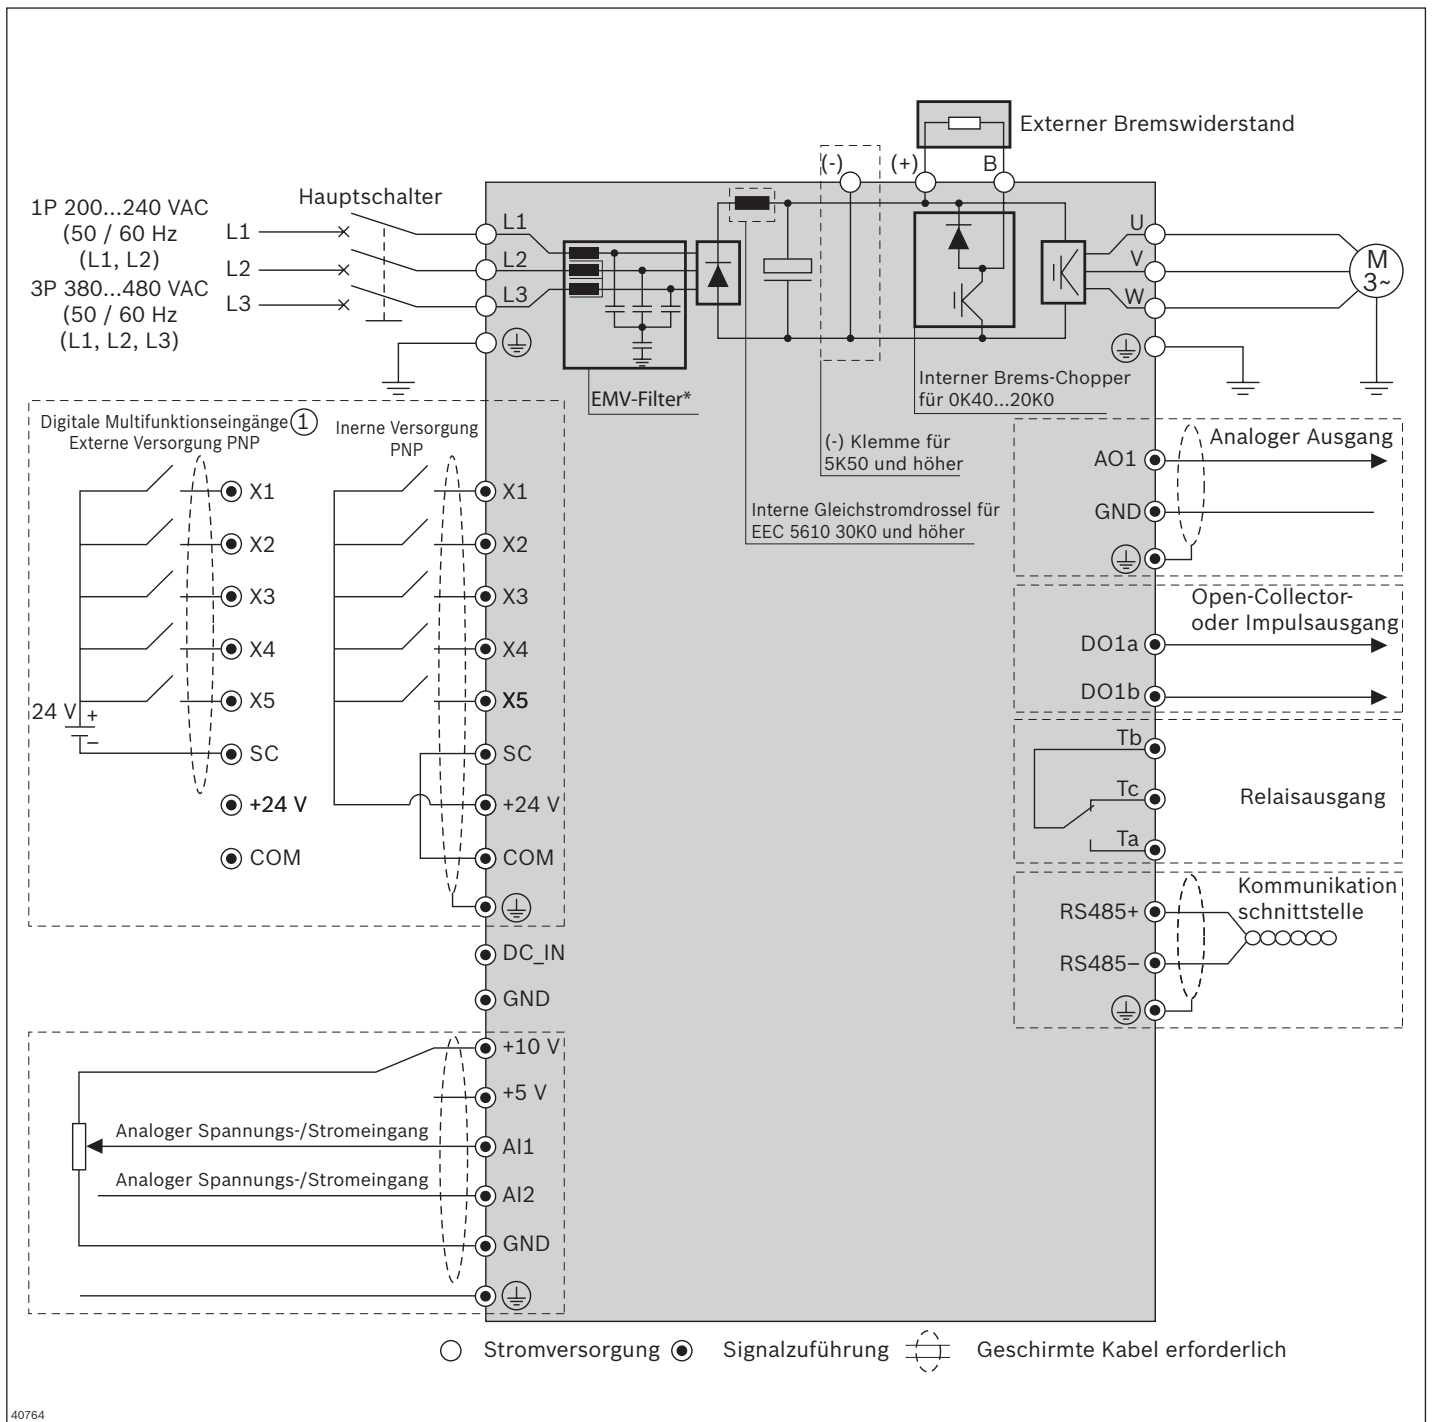 Externer Bremswiderstand
(-)
(+)
B
1P 200...240 VAC
(50 / 60 Hz
(L1, L2)
3P 380...480 VAC
(50 / 60 Hz
(L1, L2, L3)
Hauptschalter
L1
L2
L3
L1
L2
L3
U
V
W
M
3~
EMV-Filter*
Interner Brems-Chopper
für 0K40...20K0
(-) Klemme für
5K50 und höher
Interne Gleichstromdrossel für
EEC 5610 30K0 und höher
Digitale Multifunktionseingänge 1
Externe Versorgung PNP
Inerne Versorgung
PNP
X1
X2
X3
X4
X5
24 V
+
–
SC
+24 V
COM
X1
X2
X3
X4
X5
SC
+24 V
COM
DC_IN
GND
+10 V
+5 V
Analoger Spannungs-/Stromeingang
AI1
Analoger Spannungs-/Stromeingang
AI2
GND
Analoger Ausgang
AO1
GND
Open-Collector-
oder Impulsausgang
DO1a
DO1b
Tb
Tc
Ta
Relaisausgang
Kommunikation
schnittstelle
RS485+
RS485–
Stromversorgung
Signalzuführung
Geschirmte Kabel erforderlich
40764